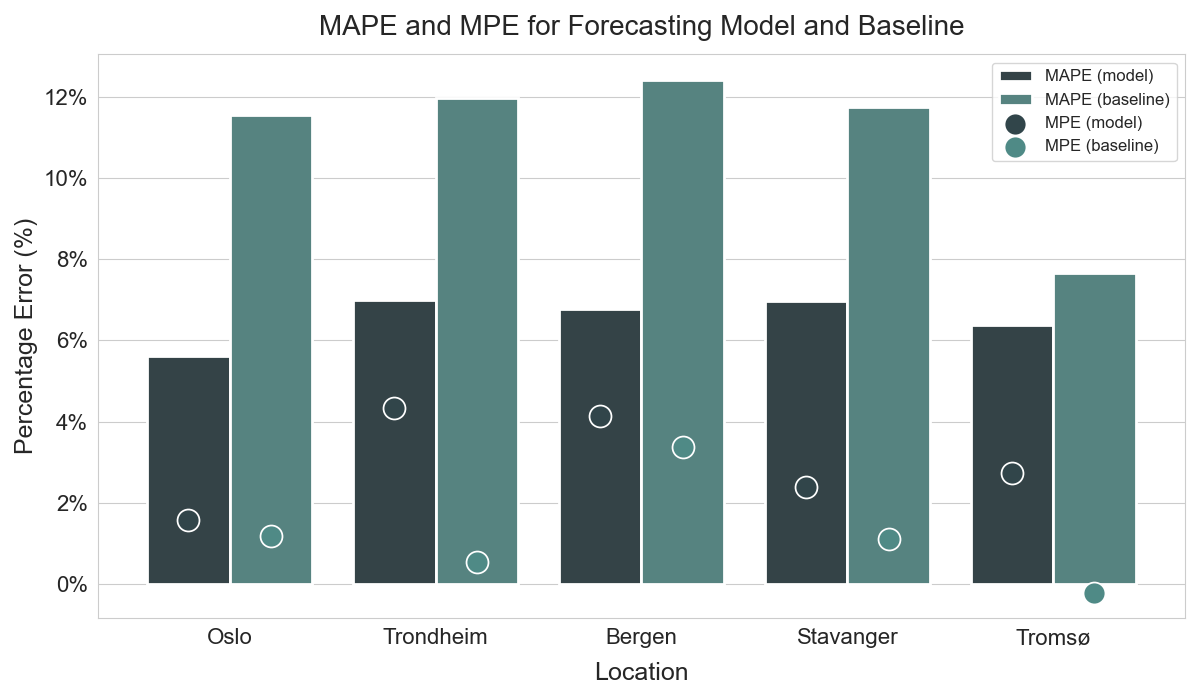 MAPE and MPE for Forecasting Model and Baseline
MAPE (model)
MAPE (baseline)
MPE (model)
MPE (baseline)
Percentage Error (%)
12%
10%
8%
6%
4%
2%
0%
Oslo Trondheim Bergen Stavanger Tromsø
Location